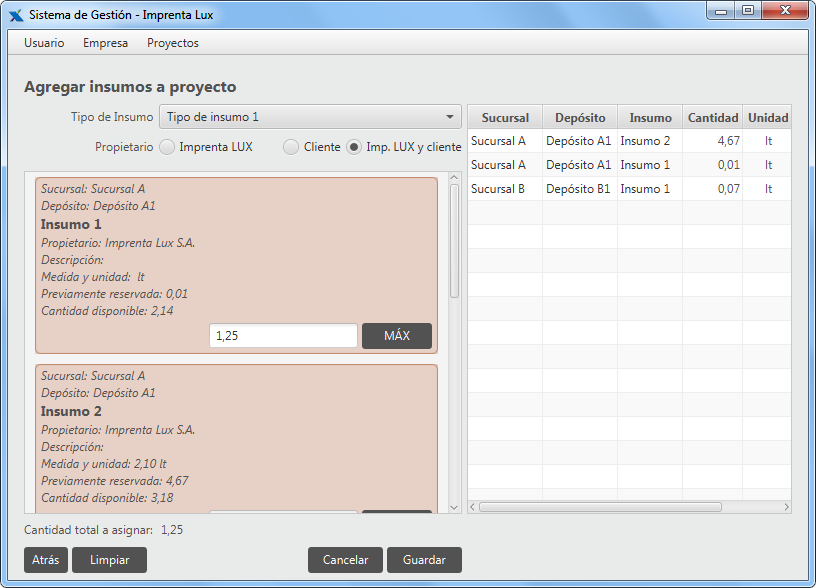 Sistema de Gestión - Imprenta Lux
Usuario Empresa Proyectos
Agregar insumos a proyecto
Tipo de Insumo Tipo de insumo 1
Propietario Imprenta LUX Cliente Imp. LUX y cliente
Sucursal: Sucursal A
Depósito: Depósito A1
Insumo 1
Propietario: Imprenta Lux S.A.
Descripción:
Medida y unidad: lt
Previamente reservada: 0,01
Cantidad disponible: 2,14
1,25 MÁX
Sucursal: Sucursal A
Depósito: Depósito A1
Insumo 2
Propietario: Imprenta Lux S.A.
Descripción:
Medida y unidad: 2,10 lt
Previamente reservada: 4,67
Cantidad disponible: 3,18
Sucursal Depósito Insumo Cantidad Unidad
Sucursal A Depósito A1 Insumo 2 4,67 lt
Sucursal A Depósito A1 Insumo 1 0,01 lt
Sucursal B Depósito B1 Insumo 1 0,07 lt
Cantidad total a asignar: 1,25
Atrás Limpiar Cancelar Guardar